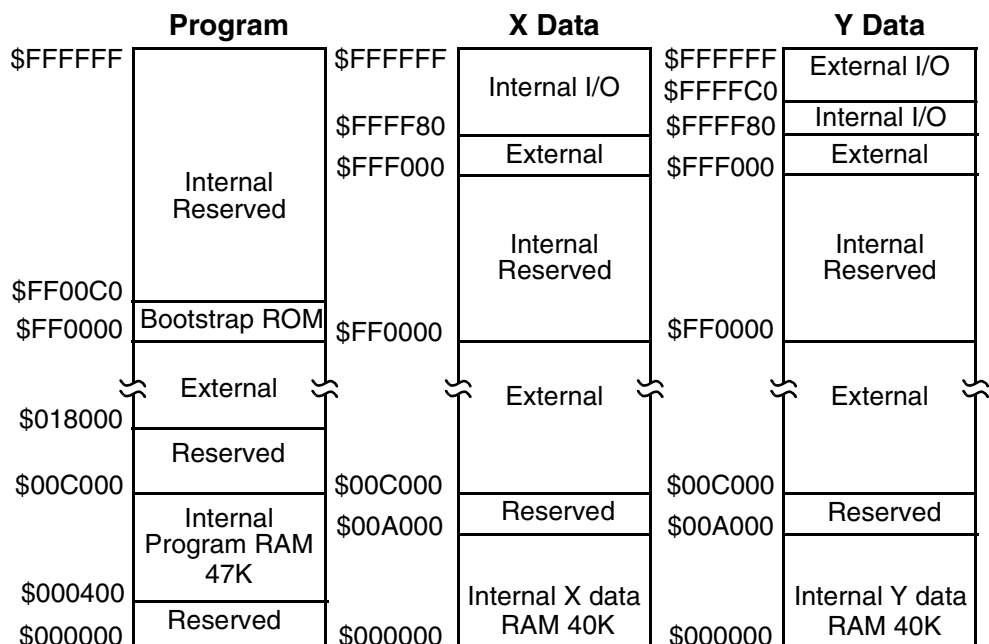 Program
X Data
Y Data
$FFFFFF
$FFFFFF
$FFFFFF
External I/O
Internal I/O
$FFFFC0
$FFFF80
$FFFF80
Internal I/O
External
External
$FFF000
$FFF000
Internal
Reserved
Internal
Reserved
Internal
Reserved
$FF00C0
Bootstrap ROM
$FF0000
$FF0000
$FF0000
External
External
External
$018000
Reserved
$00C000
$00C000
$00C000
Reserved
Reserved
Internal
Program RAM
47K
$00A000
$00A000
$000400
Internal X data
RAM 40K
Internal Y data
RAM 40K
Reserved
$000000
$000000
$000000